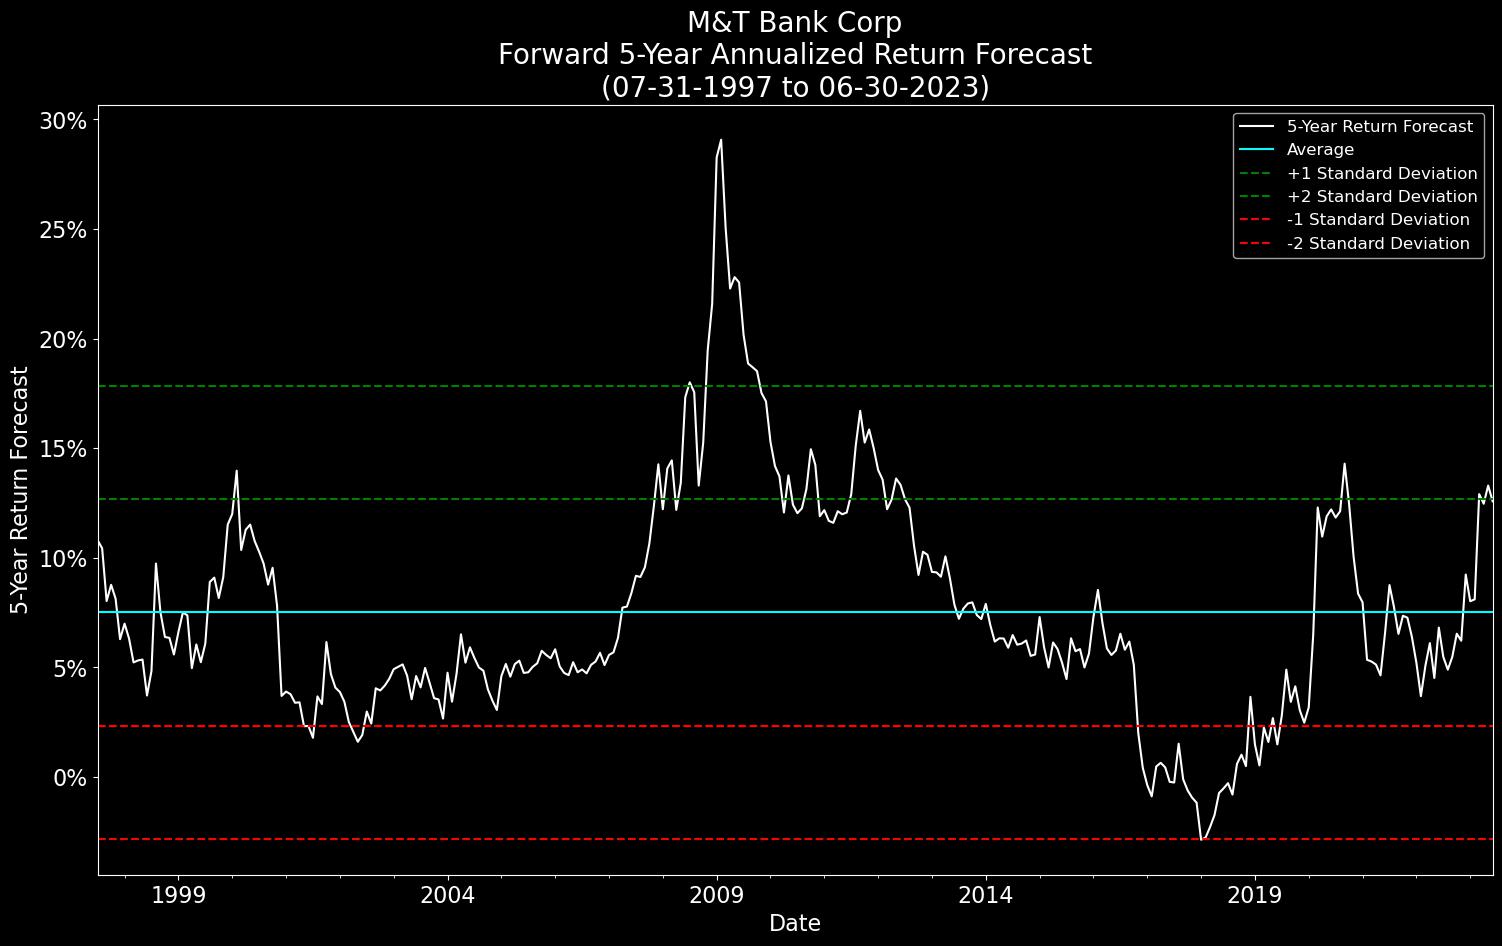 M&T Bank Corp
Forward 5-Year Annualized Return Forecast
(07-31-1997 to 06-30-2023)
30%
25%
20%
15%
10%
5%
0%
5-Year Return Forecast
5-Year Return Forecast
Average
+1 Standard Deviation
+2 Standard Deviation
-1 Standard Deviation
-2 Standard Deviation
1999 2004 2009 2014 2019
Date